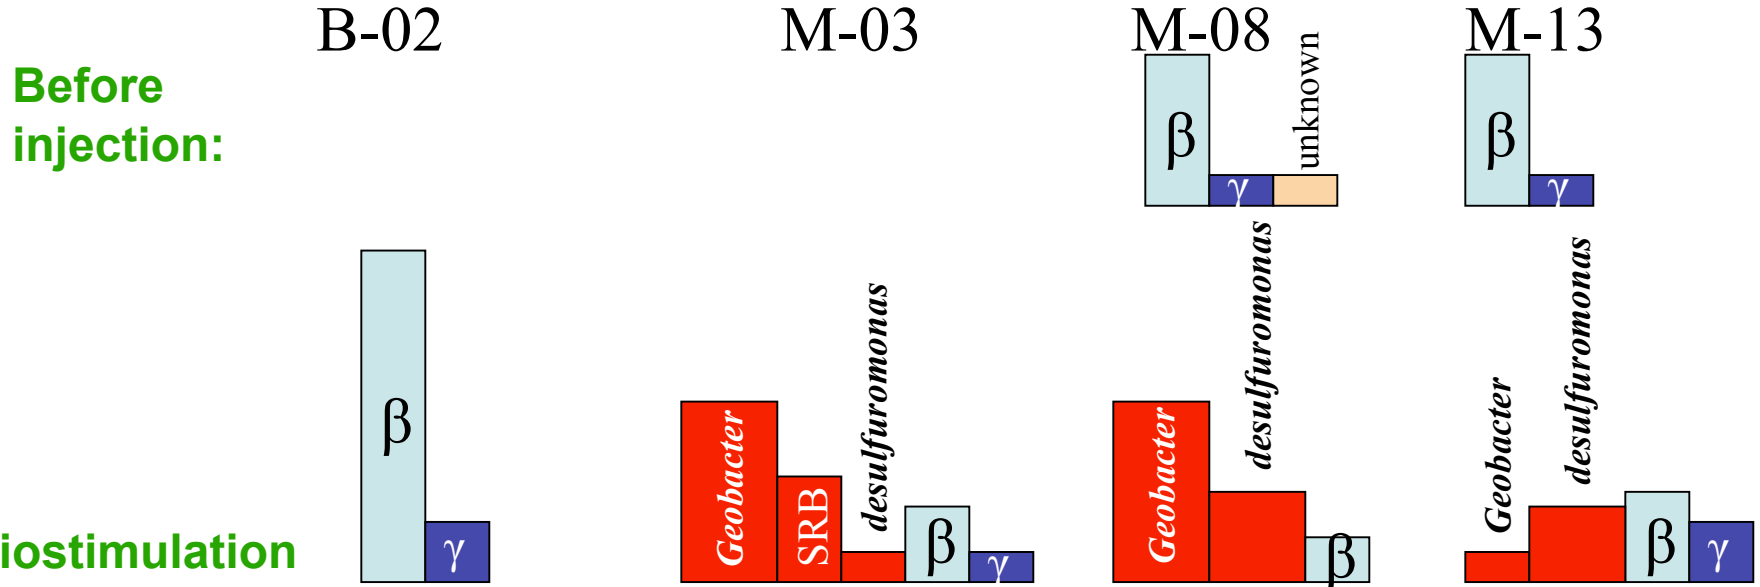 B-02 M-03 M-08 M-13
Before
injection:
unknown
β γ
β γ
iostimulation
β γ
Geobacter SRB desulfuromonas β γ
Geobacter desulfuromonas β
Geobacter desulfuromonas β γ